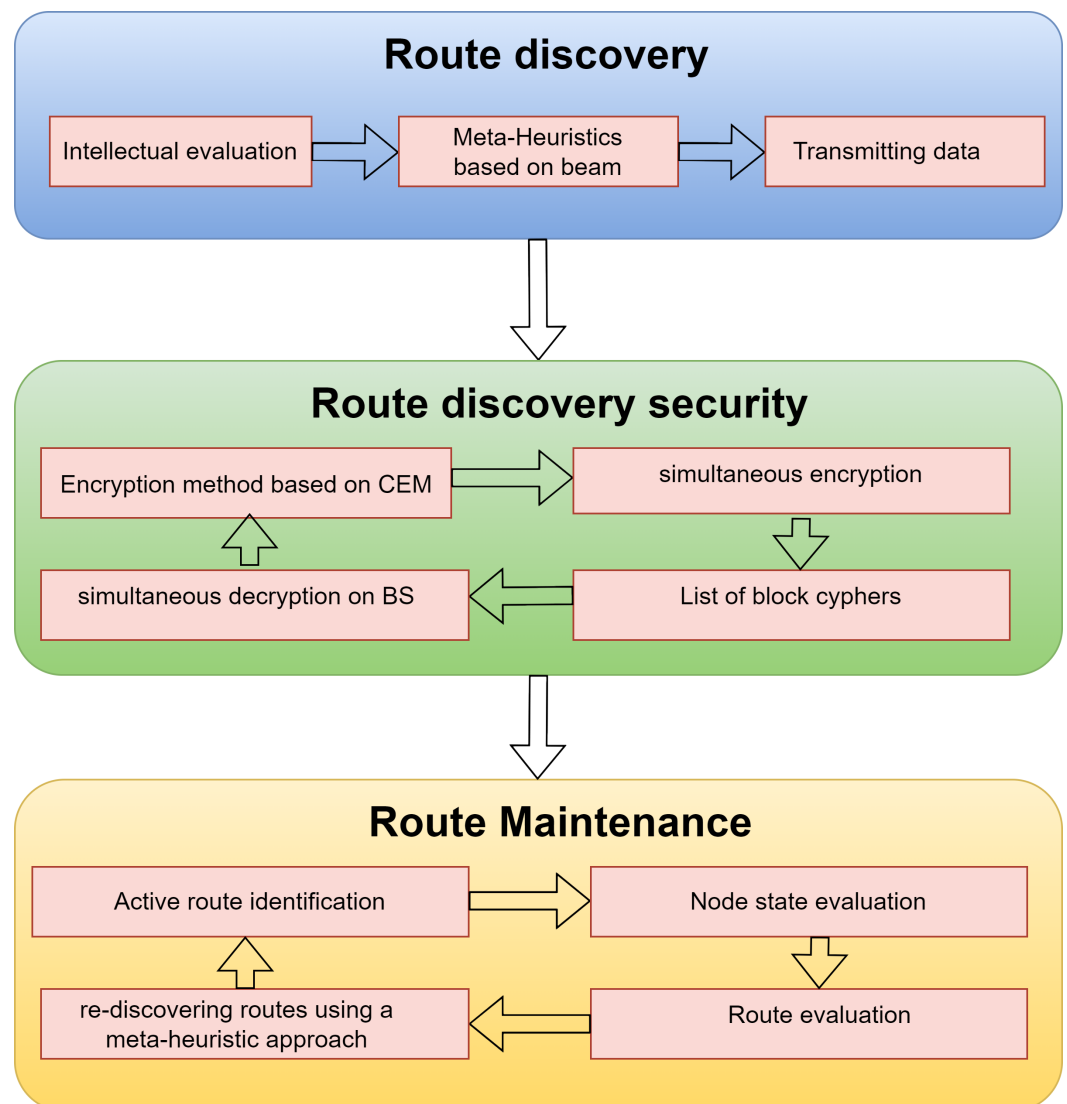 Route discovery
Intellectual evaluation
Meta-Heuristics
based on beam
Transmitting data
Route discovery security
Encryption method based on CEM
simultaneous encryption
simultaneous decryption on BS
List of block cyphers
Route Maintenance
Active route identification
Node state evaluation
re-discovering routes using a
meta-heuristic approach
Route evaluation